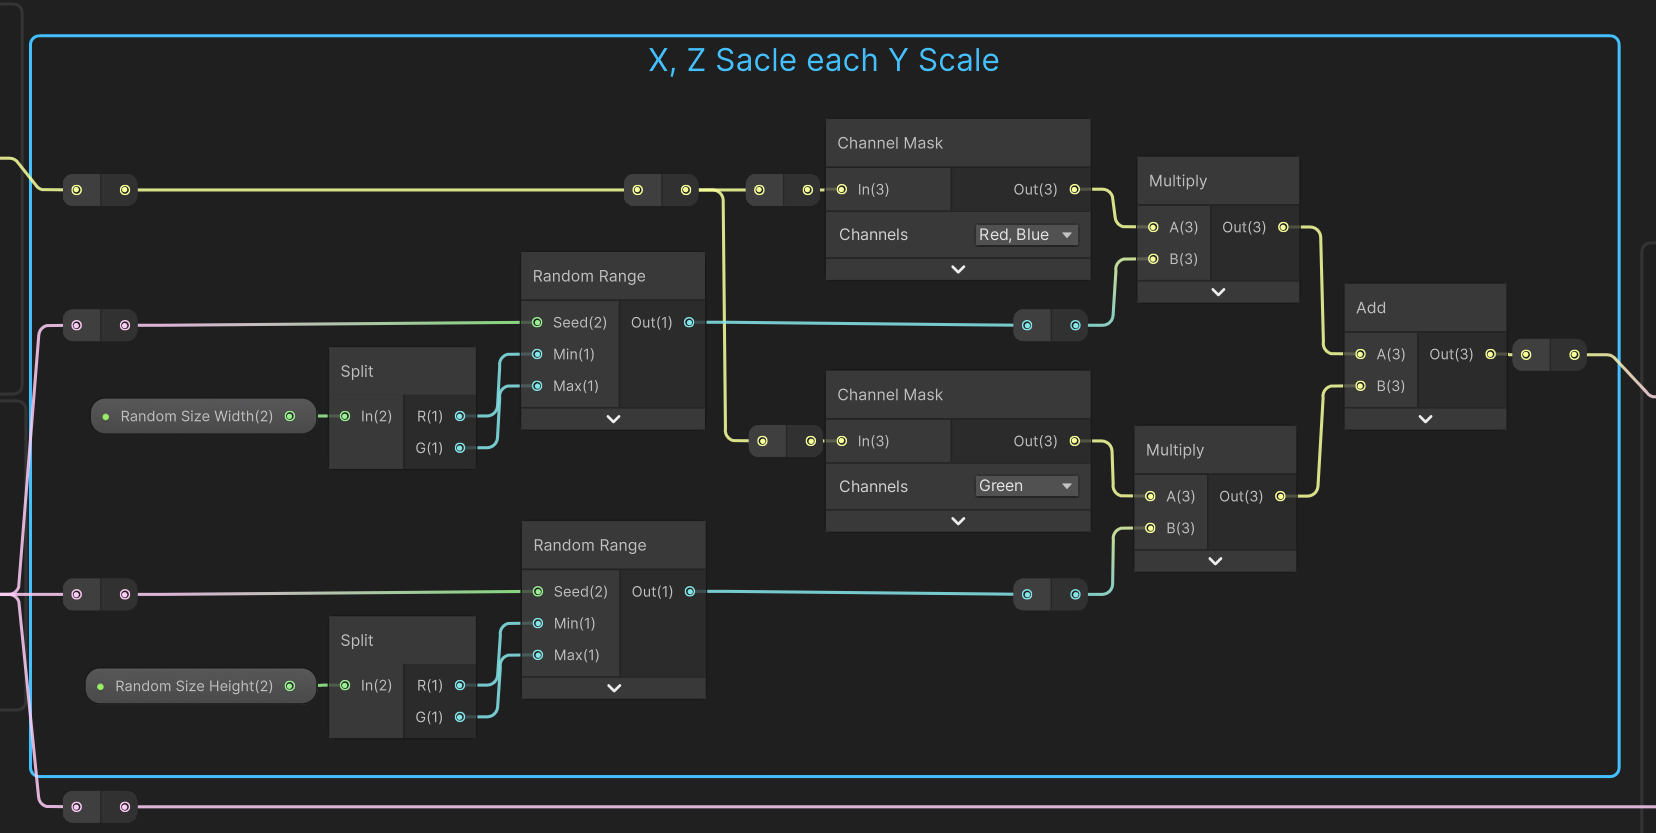 X, Z Sacle each Y Scale
Channel Mask
In(3) Out(3)
Channels Red, Blue
Multiply
A(3) Out(3)
B(3)
Random Range
Seed(2) Out(1)
Min(1)
Max(1)
Split
Random Size Width(2) In(2) R(1)
G(1)
Add
A(3) Out(3)
B(3)
Channel Mask
In(3) Out(3)
Channels Green
Multiply
A(3) Out(3)
B(3)
Random Range
Seed(2) Out(1)
Min(1)
Max(1)
Split
Random Size Height(2) In(2) R(1)
G(1)